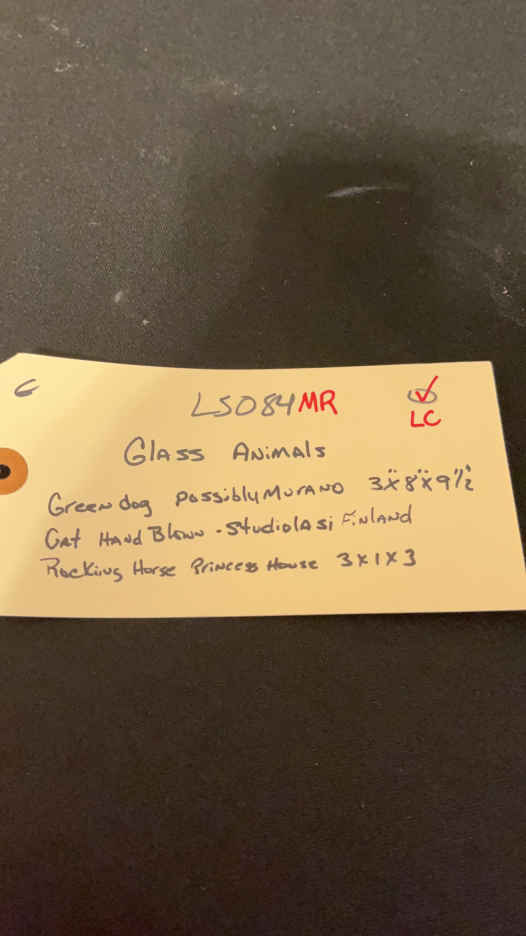 LS084MR
LC
Glass Animals
Green dog possibly Murano 3"x8"x9½"
Cat Hand Blown - Studiolasi Finland
Rocking Horse Princess House 3x1x3